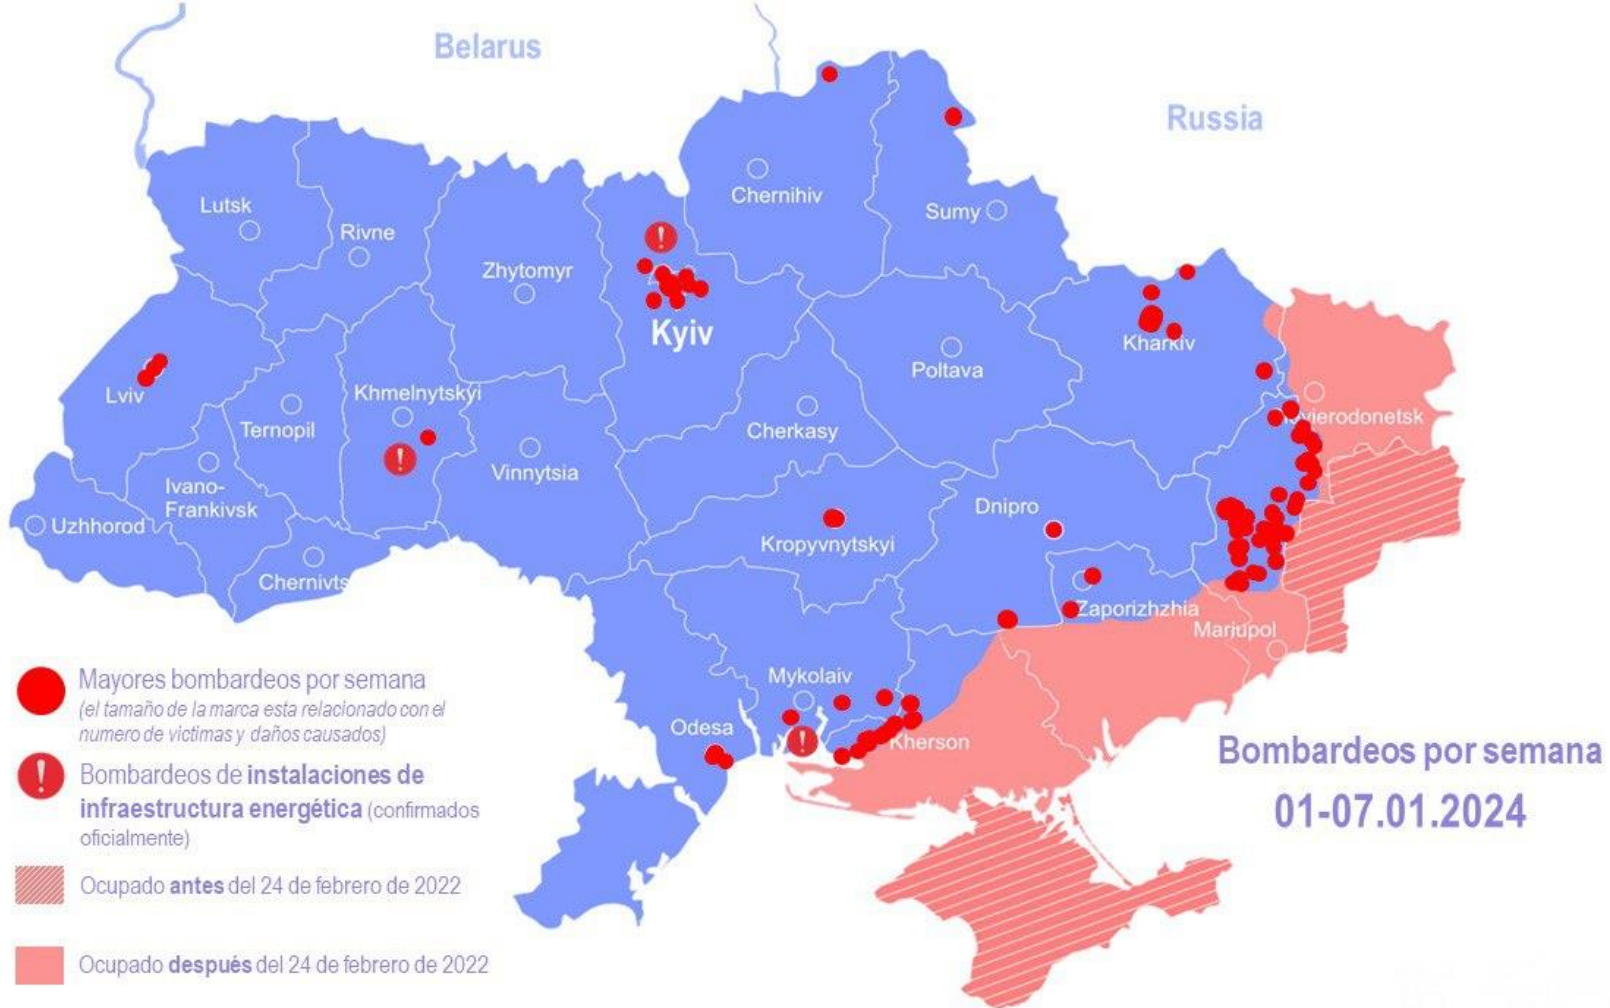 Belarus
Russia
Chernihiv
Sumy
Lutsk
Rivne
Zhytomyr
Kyiv
Kharkiv
Poltava
Lviv
Khmelnytskyi
Ternopil
Cherkasy
Vinnytsia
Ivano-
Frankivsk
Uzhhorod
Chernivts
Dnipro
Kropyvnytskyi
Zaporizhzhia
Mariupol
Mykolaiv
Odesa
Kherson
Mayores bombardeos por semana
(el tamaño de la marca esta relacionado con el
numero de victimas y daños causados)
Bombardeos de instalaciones de
infraestructura energética (confirmados
oficialmente)
Ocupado antes del 24 de febrero de 2022
Ocupado después del 24 de febrero de 2022
Bombardeos por semana
01-07.01.2024